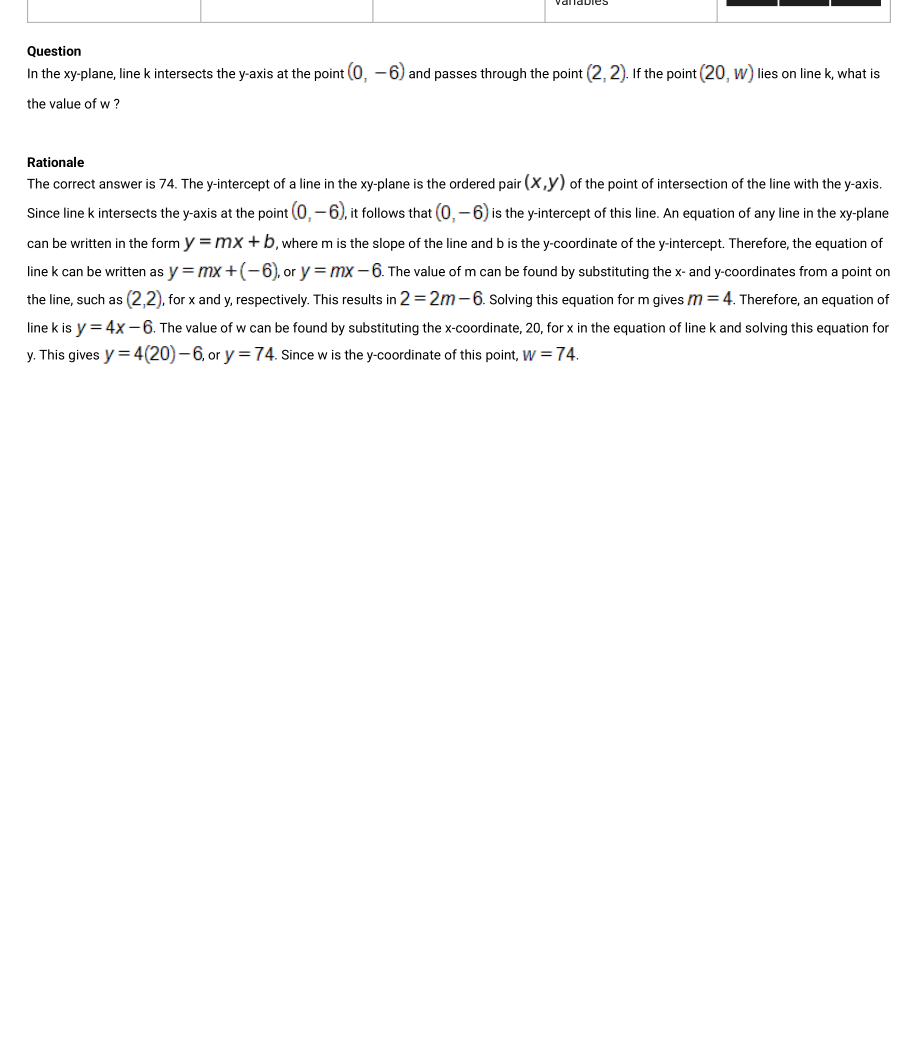 variables
Question
In the xy-plane, line k intersects the y-axis at the point (0, −6) and passes through the point (2, 2). If the point (20, w) lies on line k, what is
the value of w ?
Rationale
The correct answer is 74. The y-intercept of a line in the xy-plane is the ordered pair (x,y) of the point of intersection of the line with the y-axis.
Since line k intersects the y-axis at the point (0,−6), it follows that (0,−6) is the y-intercept of this line. An equation of any line in the xy-plane
can be written in the form y = mx + b, where m is the slope of the line and b is the y-coordinate of the y-intercept. Therefore, the equation of
line k can be written as y = mx + (−6), or y = mx − 6. The value of m can be found by substituting the x- and y-coordinates from a point on
the line, such as (2,2), for x and y, respectively. This results in 2 = 2m − 6. Solving this equation for m gives m = 4. Therefore, an equation of
line k is y = 4x − 6. The value of w can be found by substituting the x-coordinate, 20, for x in the equation of line k and solving this equation for
y. This gives y = 4(20) − 6, or y = 74. Since w is the y-coordinate of this point, w = 74.